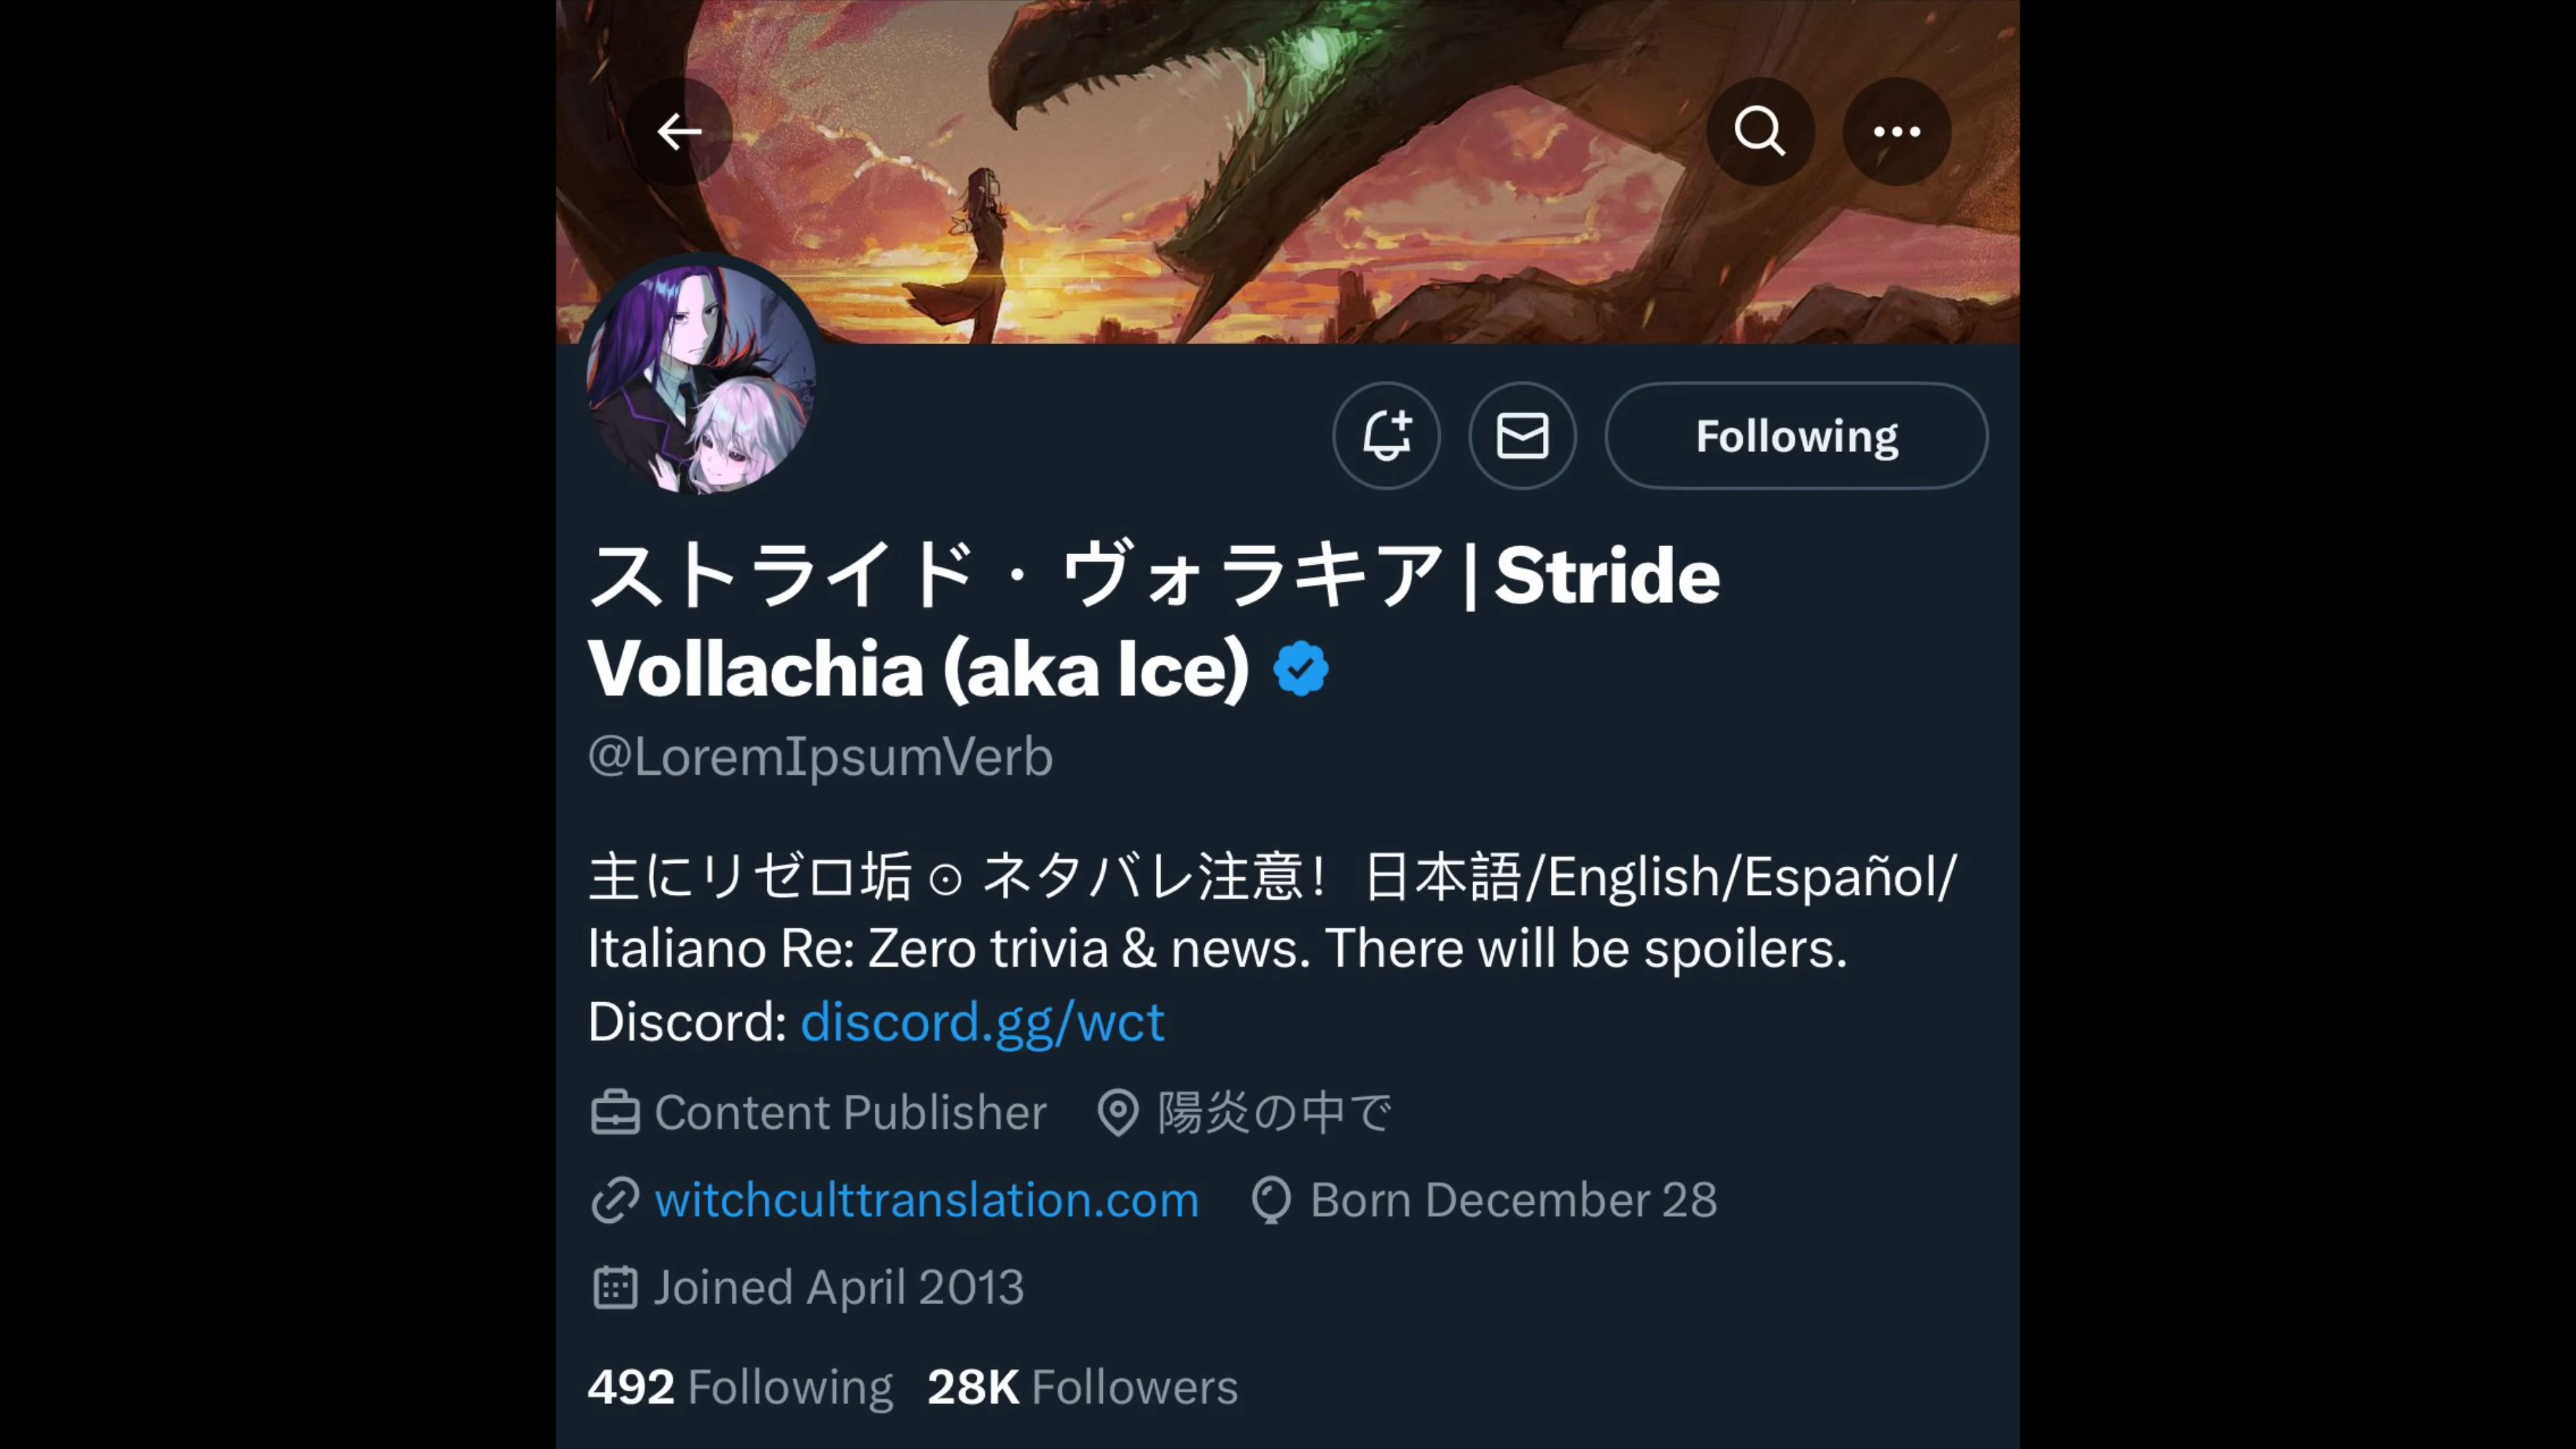 Following
ストライド・ヴォラキア | Stride
Vollachia (aka Ice)
@LoremIpsumVerb
主にリゼロ垢 ⊙ ネタバレ注意！ 日本語/English/Español/
Italiano Re: Zero trivia & news. There will be spoilers.
Discord: discord.gg/wct
Content Publisher 陽炎の中で
witchculttranslation.com Born December 28
Joined April 2013
492 Following 28K Followers